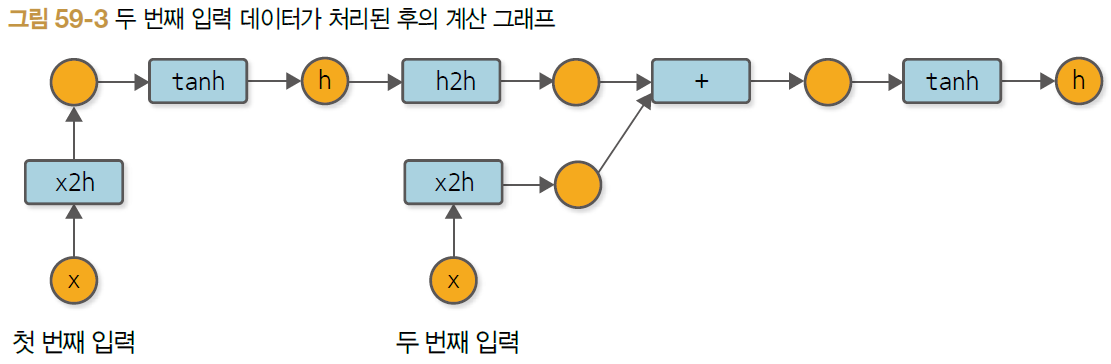 그림 59-3 두 번째 입력 데이터가 처리된 후의 계산 그래프
tanh
h
h2h
+
tanh
h
x2h
x2h
x
x
첫 번째 입력
두 번째 입력